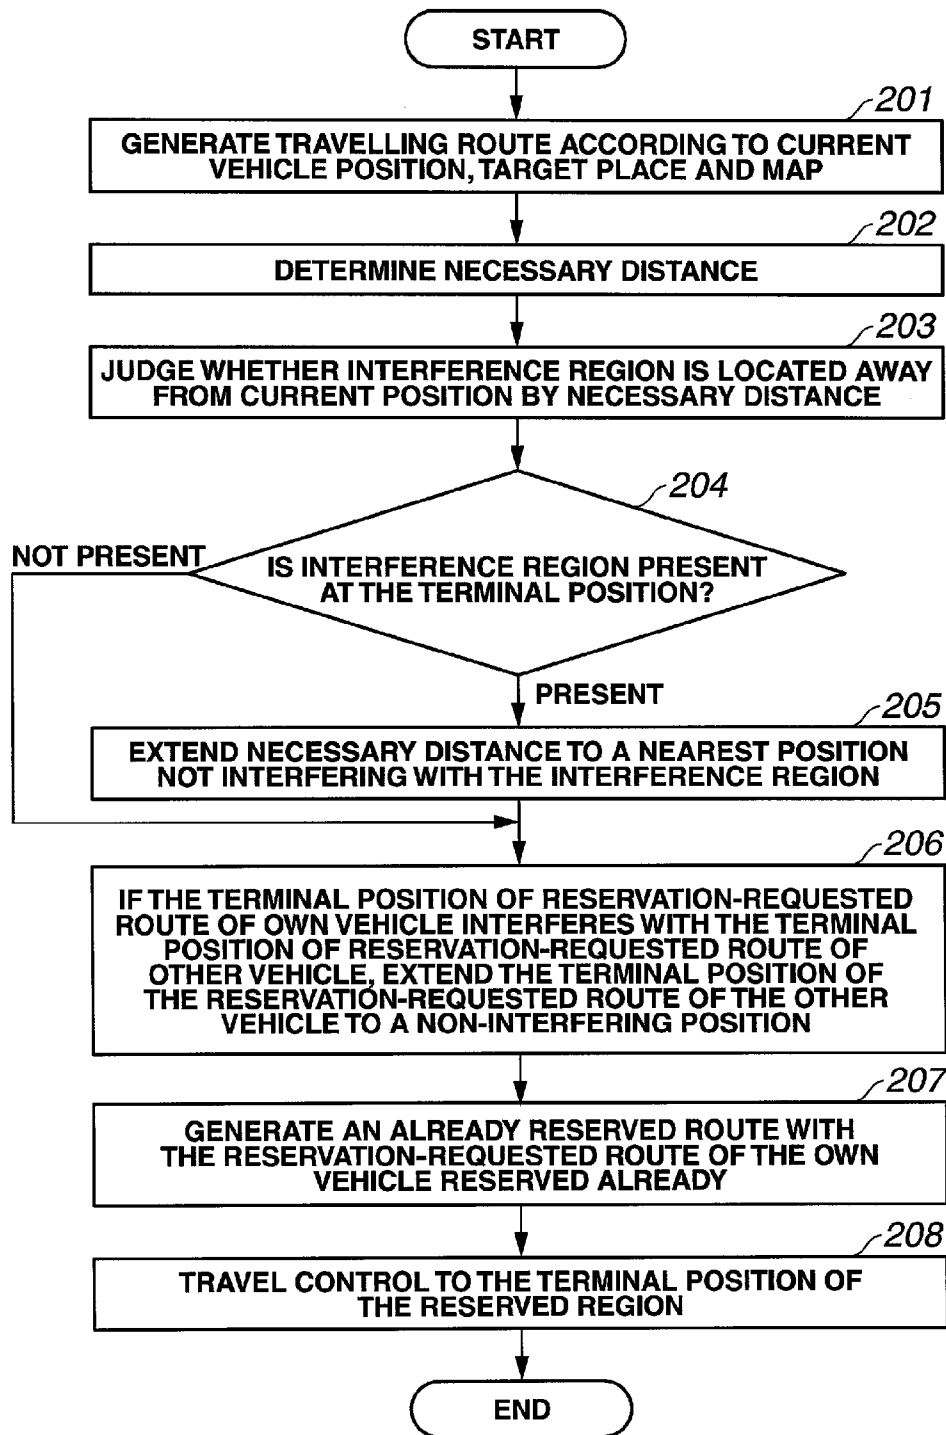 START
201
GENERATE TRAVELLING ROUTE ACCORDING TO CURRENT
VEHICLE POSITION, TARGET PLACE AND MAP
202
DETERMINE NECESSARY DISTANCE
203
JUDGE WHETHER INTERFERENCE REGION IS LOCATED AWAY
FROM CURRENT POSITION BY NECESSARY DISTANCE
204
NOT PRESENT
IS INTERFERENCE REGION PRESENT
AT THE TERMINAL POSITION?
PRESENT
205
EXTEND NECESSARY DISTANCE TO A NEAREST POSITION
NOT INTERFERING WITH THE INTERFERENCE REGION
206
IF THE TERMINAL POSITION OF RESERVATION-REQUESTED
ROUTE OF OWN VEHICLE INTERFERES WITH THE TERMINAL
POSITION OF RESERVATION-REQUESTED ROUTE OF
OTHER VEHICLE, EXTEND THE TERMINAL POSITION OF
THE RESERVATION-REQUESTED ROUTE OF THE OTHER
VEHICLE TO A NON-INTERFERING POSITION
207
GENERATE AN ALREADY RESERVED ROUTE WITH
THE RESERVATION-REQUESTED ROUTE OF THE OWN
VEHICLE RESERVED ALREADY
208
TRAVEL CONTROL TO THE TERMINAL POSITION OF
THE RESERVED REGION
END